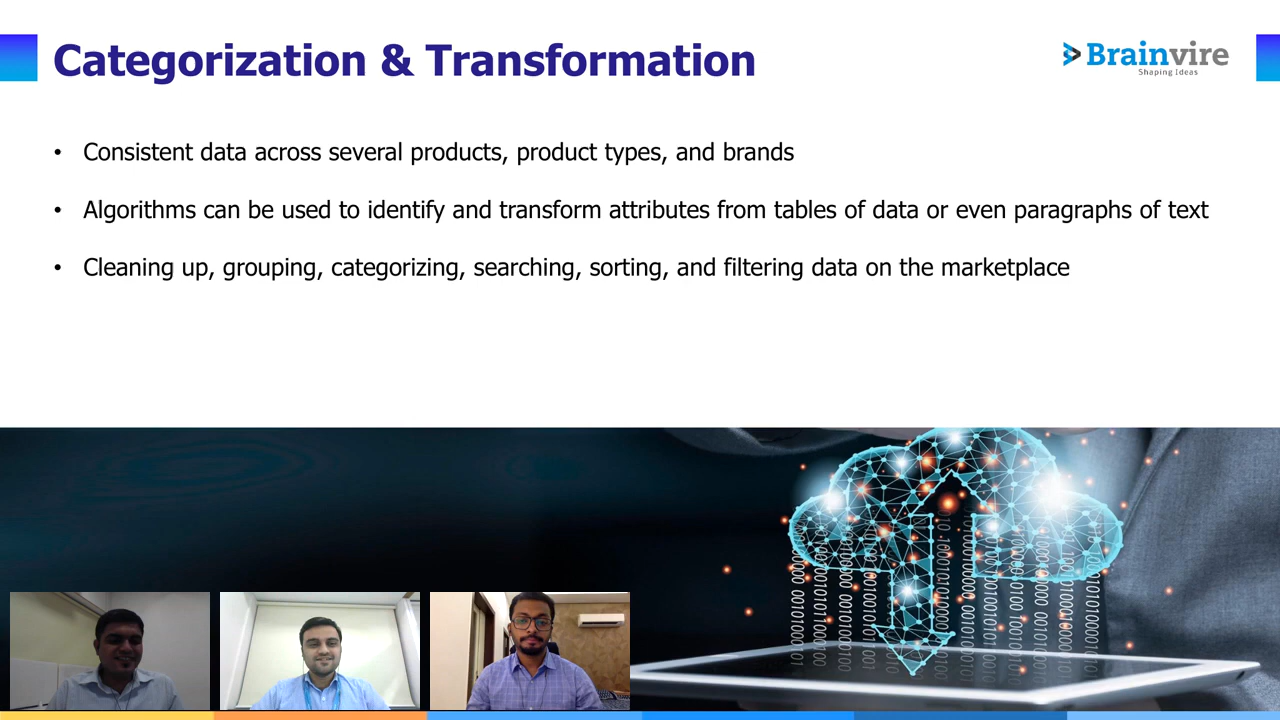 Categorization & Transformation
Brainvire
Shaping Ideas
• Consistent data across several products, product types, and brands
• Algorithms can be used to identify and transform attributes from tables of data or even paragraphs of text
• Cleaning up, grouping, categorizing, searching, sorting, and filtering data on the marketplace